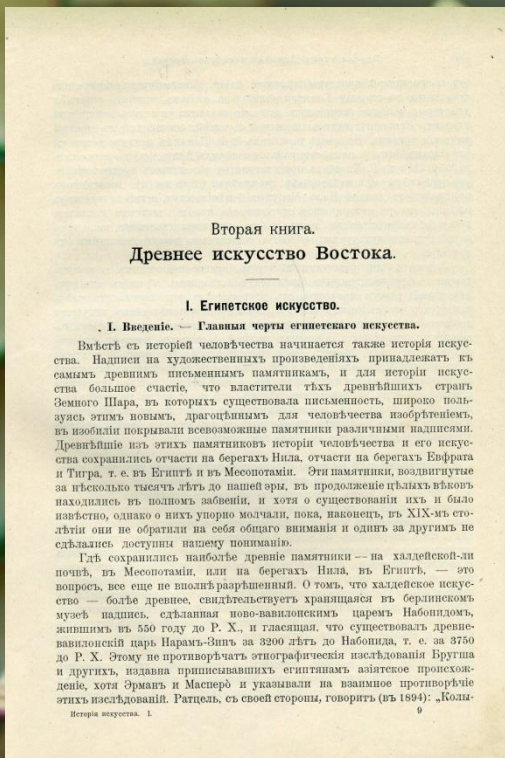 Вторая книга.
Древнее искусство Востока.
I. Египетское искусство.
I. Введеніе. — Главныя черты египетскаго искусства.
Вмѣстѣ съ исторіей человѣчества начинается также исторія искус-
ства. Надписи на художественныхъ произведеніяхъ принадлежатъ къ
самымъ древнимъ письменнымъ памятникамъ, и для исторіи искус-
ства большое счастіе, что властители тѣхъ древнѣйшихъ странъ
Земного Шара, въ которыхъ существовала письменность, широко поль-
зуясь этимъ новымъ, драгоцѣннымъ для человѣчества изобрѣтеніемъ,
въ изобиліи покрывали всевозможные памятники различными надписями.
Древнѣйшіе изъ этихъ памятниковъ исторіи человѣчества и его искус-
ства сохранились отчасти на берегахъ Нила, отчасти на берегахъ Евфрата
и Тигра, т. е. въ Египтѣ и въ Месопотаміи. Эти памятники, воздвигнутые
за нѣсколько тысячъ лѣтъ до нашей эры, въ продолженіе цѣлыхъ вѣковъ
находились въ полномъ забвеніи, и хотя о существованіи ихъ и было
извѣстно, однако о нихъ упорно молчали, пока, наконецъ, въ XIX-мъ сто-
лѣтіи они не обратили на себя общаго вниманія и одинъ за другимъ не
сдѣлались доступны нашему пониманію.
Гдѣ сохранились наиболѣе древніе памятники — на халдейской-ли
почвѣ, въ Месопотаміи, или на берегахъ Нила, въ Египтѣ, — это
вопросъ, все еще не вполнѣ разрѣшенный. О томъ, что халдейское искус-
ство — болѣе древнее, свидѣтельствуетъ хранящаяся въ берлинскомъ
музеѣ надпись, сдѣланная ново-вавилонскимъ царемъ Набонидомъ,
жившимъ въ 550 году до Р. Х., и гласящая, что существовалъ древне-
вавилонскій царь Нарамъ-Зинъ за 3200 лѣтъ до Набонида, т. е. за 3750
до Р. Х. Этому не противорѣчатъ этнографическія изслѣдованія Бругша
и другихъ, издавна приписывавшихъ египтянамъ азіятское происхож-
деніе, хотя Эрманъ и Масперò и указывали на взаимное противорѣчіе
этихъ изслѣдованій. Ратцель, съ своей стороны, говоритъ (въ 1894): „Колы-
Исторія искусства. I. 9